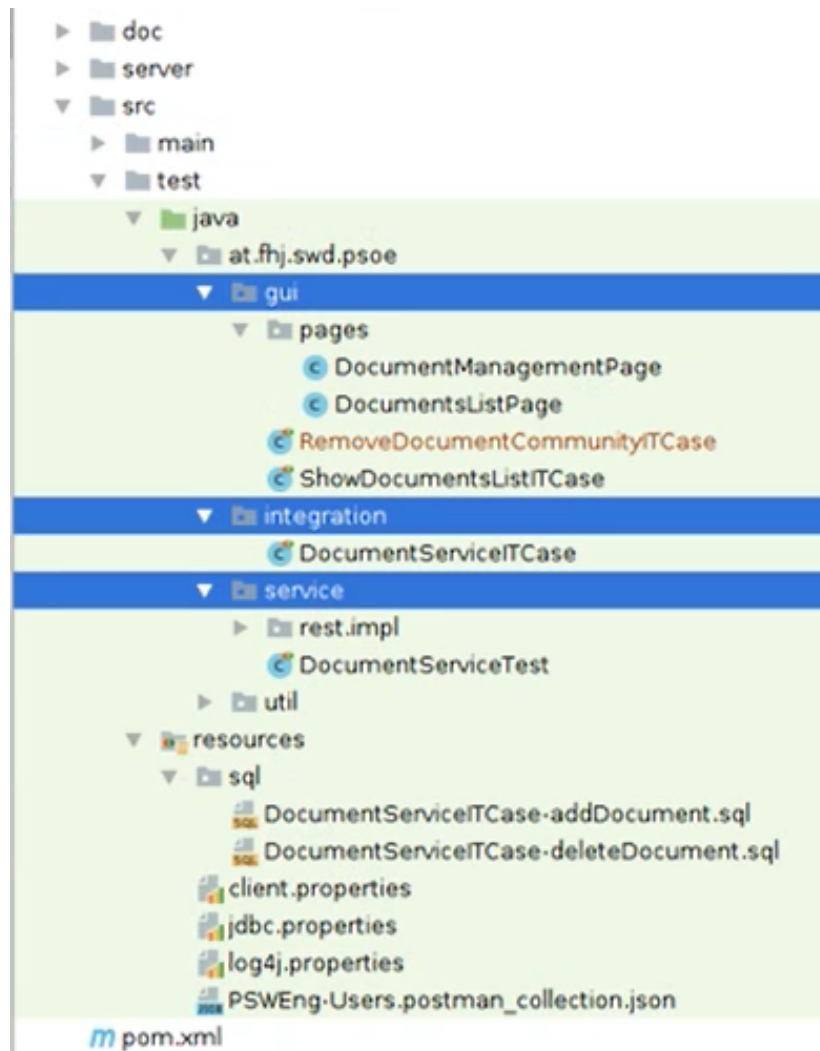 doc
server
src
main
test
java
at.fhj.swd.psoe
gui
pages
DocumentManagementPage
DocumentsListPage
RemoveDocumentCommunityITCase
ShowDocumentsListITCase
integration
DocumentServiceITCase
service
rest.impl
DocumentServiceTest
util
resources
sql
DocumentServiceITCase-addDocument.sql
DocumentServiceITCase-deleteDocument.sql
client.properties
jdbc.properties
log4j.properties
PSWEng-Users.postman_collection.json
pom.xml